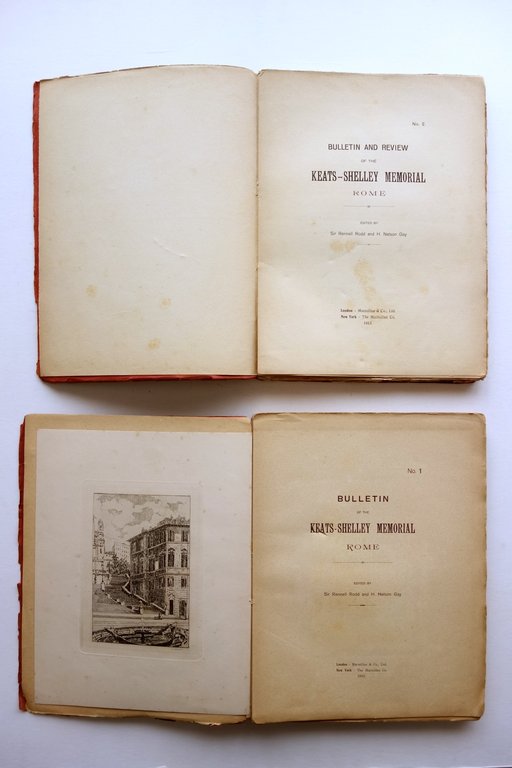 No. 2.
BULLETIN AND REVIEW
OF THE
KEATS-SHELLEY MEMORIAL
ROME
EDITED BY
Sir Rennell Rodd and H. Nelson Gay
London - Macmillan & Co., Ltd.
New York - The Macmillan Co.
1913
No. 1
BULLETIN
OF THE
KEATS-SHELLEY MEMORIAL
ROME
EDITED BY
Sir Rennell Rodd and H. Nelson Gay
London - Macmillan & Co., Ltd.
New York - The Macmillan Co.